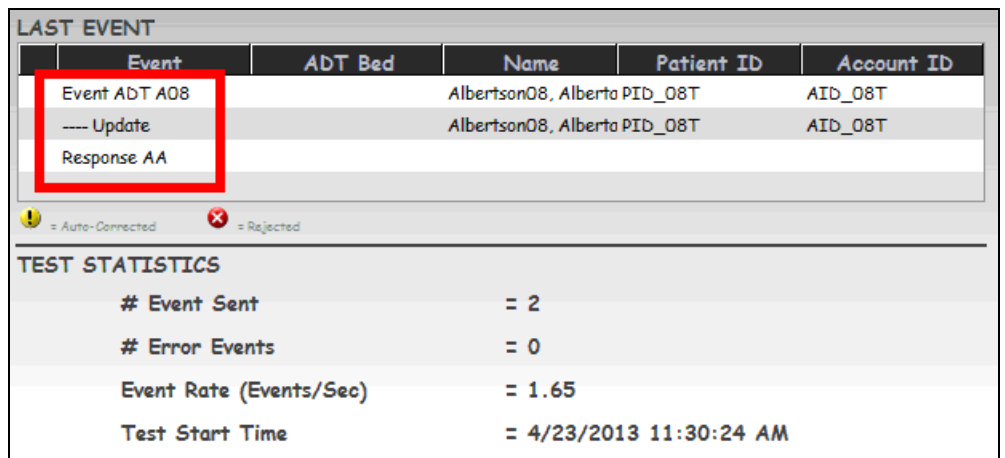 LAST EVENT
Event ADT Bed Name Patient ID Account ID
Event ADT A08 Albertson08, Alberta PID_08T AID_08T
---- Update Albertson08, Alberta PID_08T AID_08T
Response AA
= Auto-Corrected = Rejected
TEST STATISTICS
# Event Sent = 2
# Error Events = 0
Event Rate (Events/Sec) = 1.65
Test Start Time = 4/23/2013 11:30:24 AM